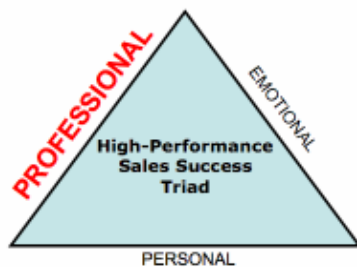 PROFESSIONAL
EMOTIONAL
High-Performance
Sales Success
Triad
PERSONAL